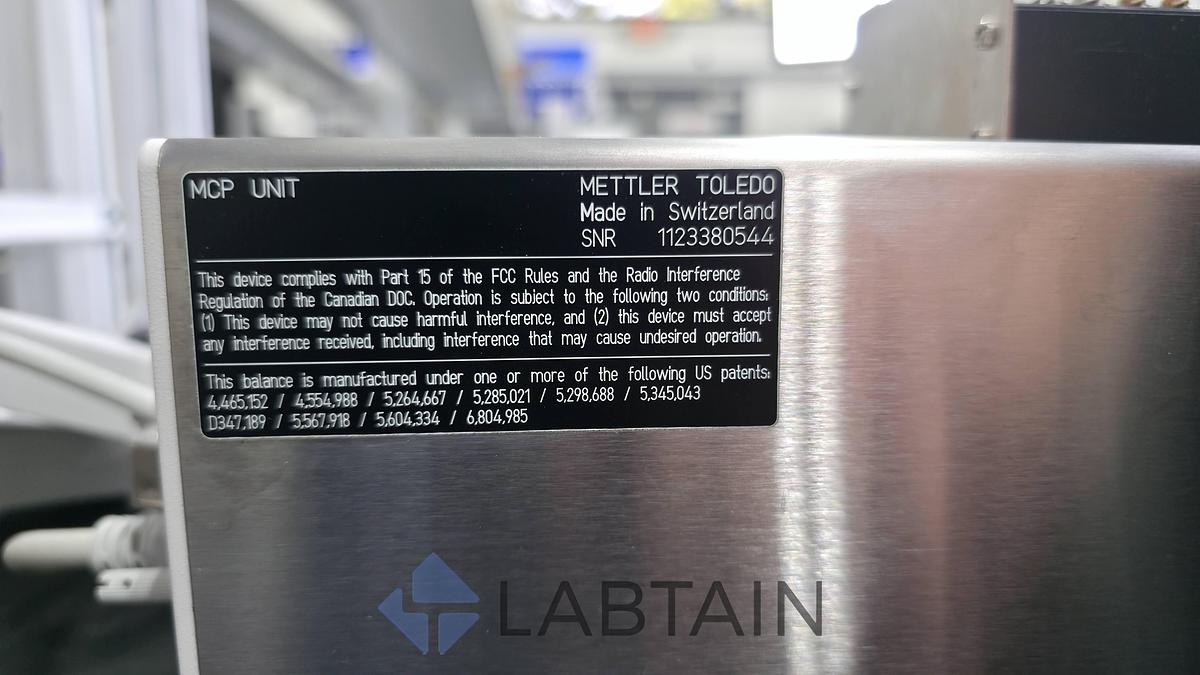 MCP UNIT
METTLER TOLEDO
Made in Switzerland
SNR 1123380544
This device complies with Part 15 of the FCC Rules and the Radio Interference
Regulation of the Canadian DOC. Operation is subject to the following two conditions:
(1) This device may not cause harmful interference, and (2) this device must accept
any interference received, including interference that may cause undesired operation.
This balance is manufactured under one or more of the following US patents:
4,465,152 / 4,554,988 / 5,264,667 / 5,285,021 / 5,298,688 / 5,345,043
D347,189 / 5,567,918 / 5,604,334 / 6,804,985
LABTAIN